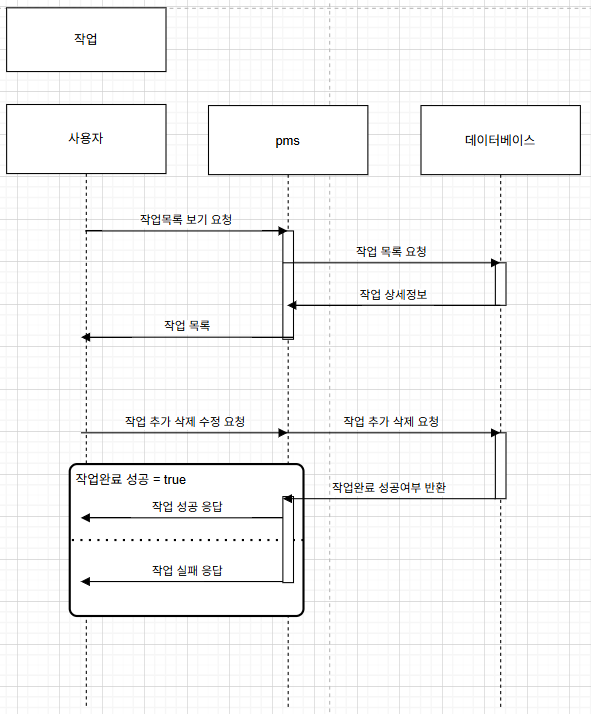 작업
사용자
pms
데이터베이스
작업목록 보기 요청
작업 목록 요청
작업 상세정보
작업 목록
작업 추가 삭제 수정 요청
작업 추가 삭제 요청
작업완료 성공 = true
작업완료 성공여부 반환
작업 성공 응답
작업 실패 응답